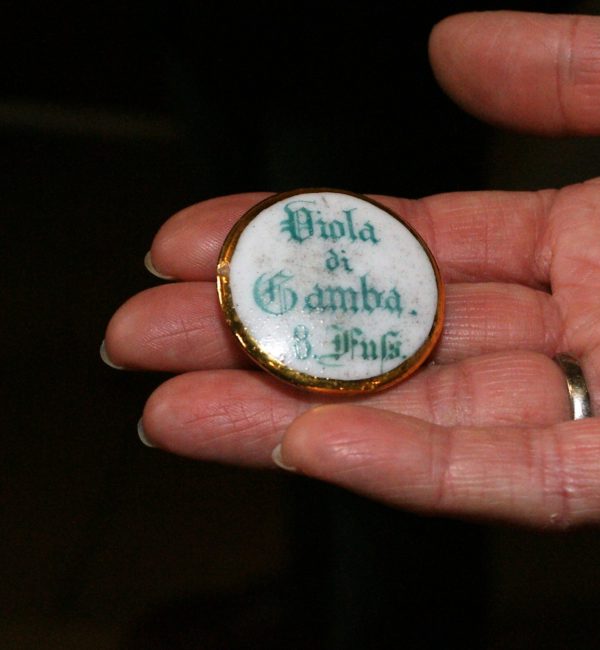 Viola
di
Gamba.
8. Fuß.